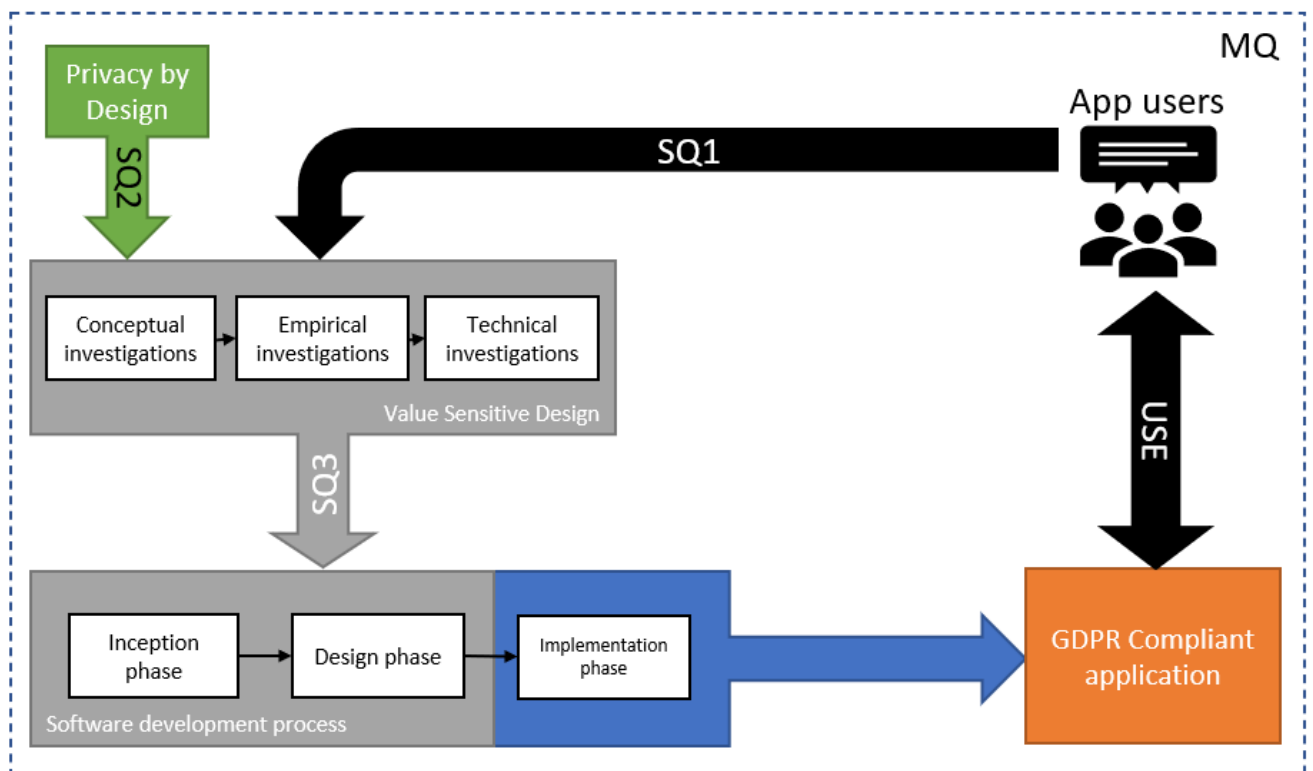 MQ
Privacy by
Design
SQ2
App users
SQ1
Conceptual
investigations
Empirical
investigations
Technical
investigations
Value Sensitive Design
USE
SQ3
Inception
phase
Design phase
Implementation
phase
Software development process
GDPR Compliant
application